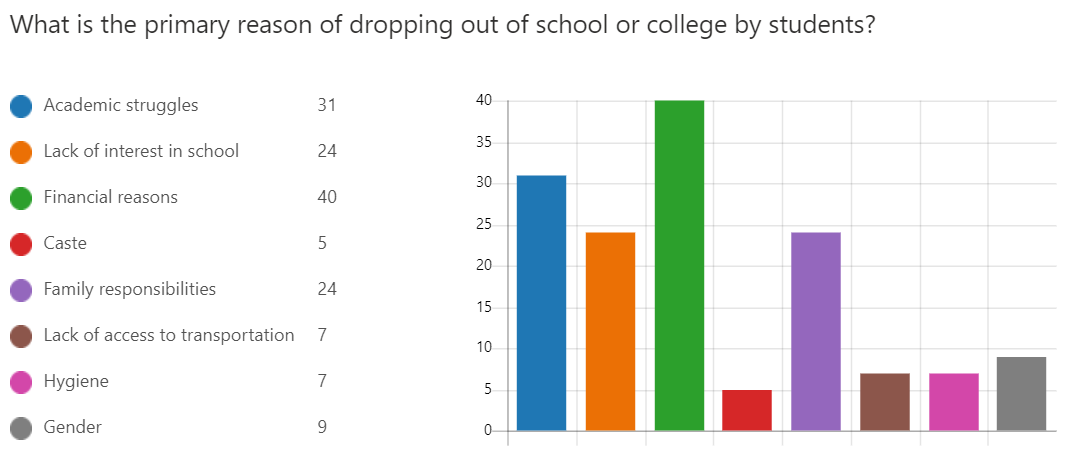 What is the primary reason of dropping out of school or college by students?
Academic struggles 31
Lack of interest in school 24
Financial reasons 40
Caste 5
Family responsibilities 24
Lack of access to transportation 7
Hygiene 7
Gender 9
40
35
30
25
20
15
10
5
0